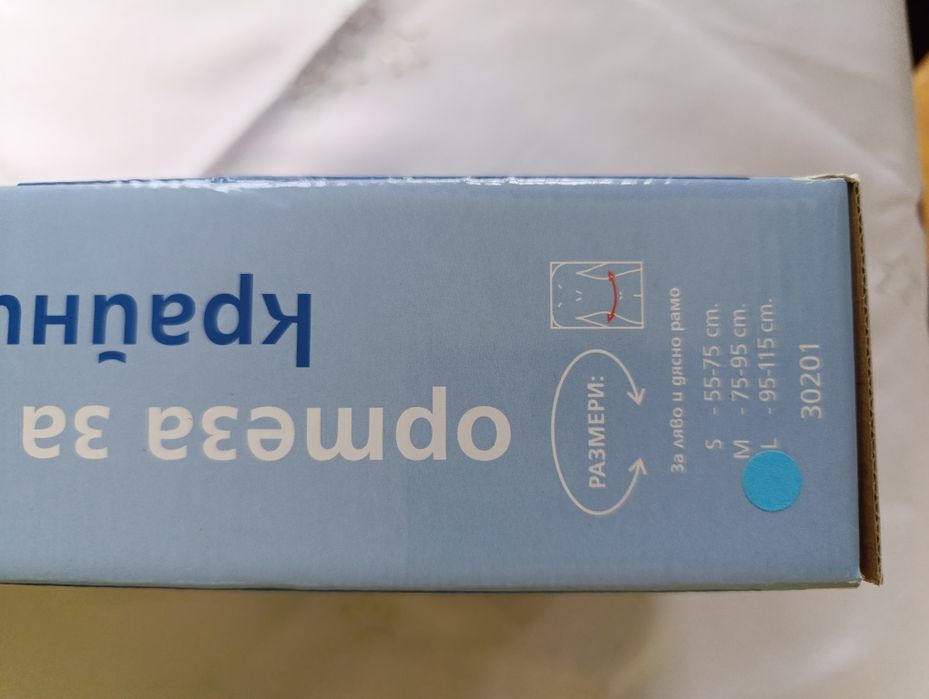 ортеза за
Крайни
РАЗМЕРИ:
За ляво и дясно рамо
S - 55-75 cm.
M - 75-95 cm.
L - 95-115 cm.
30201